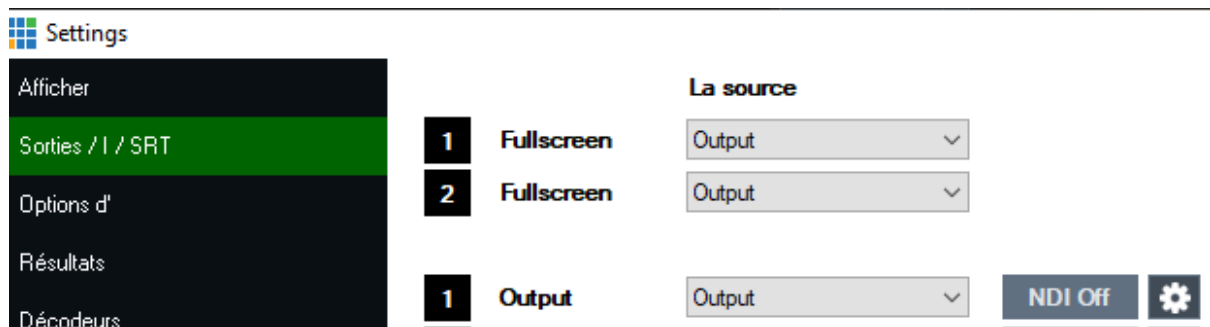 Settings
Afficher
La source
Sorties / I / SRT
1 Fullscreen Output
2 Fullscreen Output
Options d'
Résultats
1 Output Output NDI Off
Décodeurs